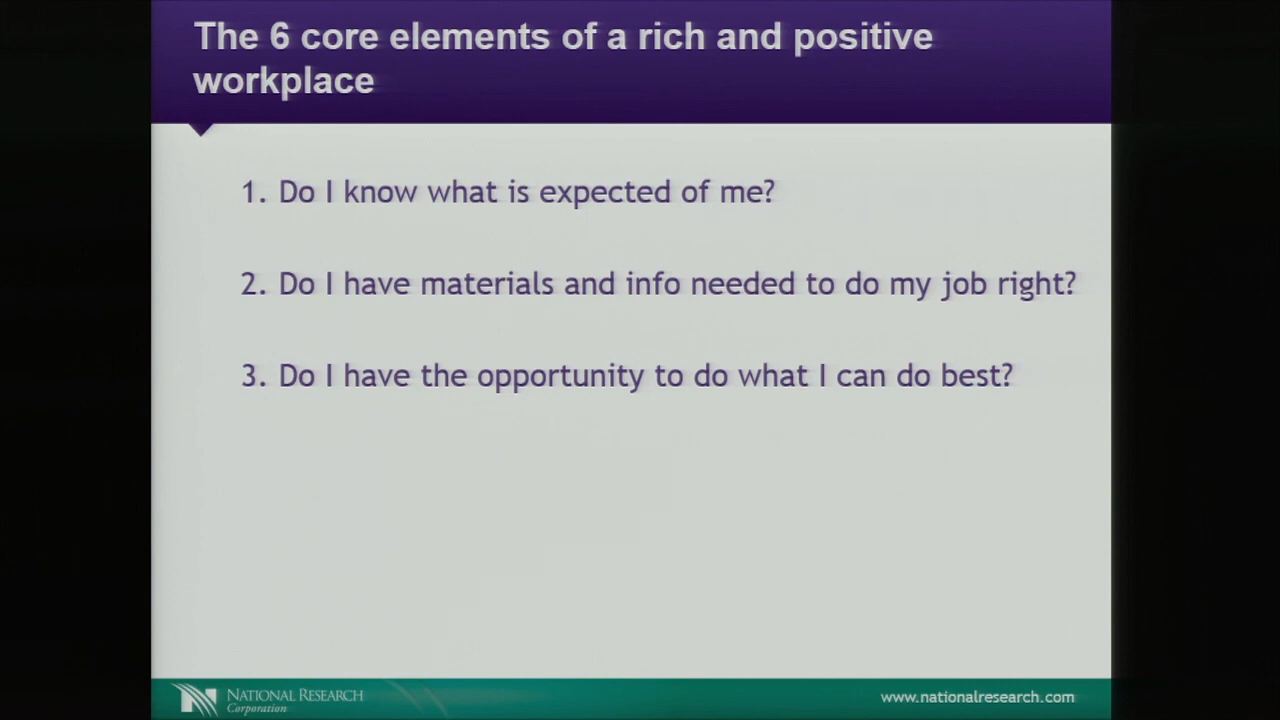 The 6 core elements of a rich and positive
workplace
1. Do I know what is expected of me?
2. Do I have materials and info needed to do my job right?
3. Do I have the opportunity to do what I can do best?
NATIONAL RESEARCH
Corporation
www.nationalresearch.com